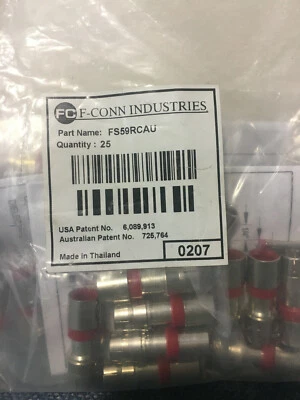 FC F-CONN INDUSTRIES
Part Name: FS59RCAU
Quantity : 25
USA Patent No. 6,089,913
Australian Patent No. 725,764
Made in Thailand
0207